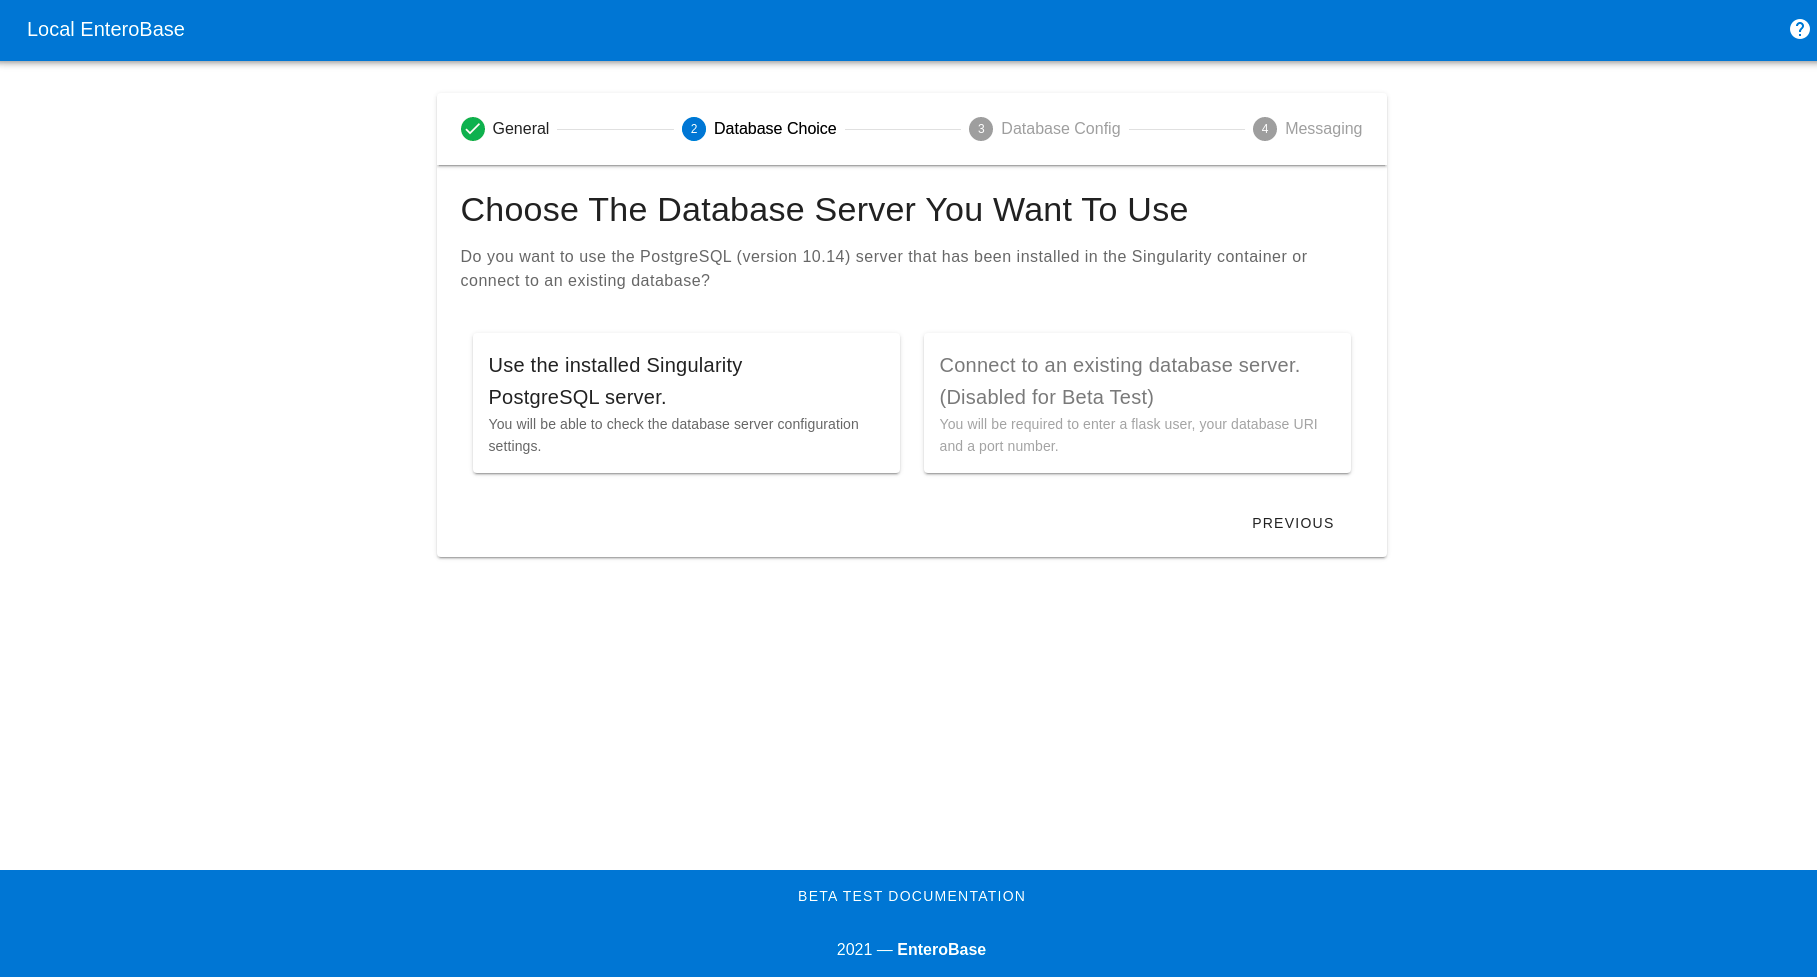 Local EnteroBase
General
2 Database Choice
3 Database Config
4 Messaging
Choose The Database Server You Want To Use
Do you want to use the PostgreSQL (version 10.14) server that has been installed in the Singularity container or
connect to an existing database?
Use the installed Singularity
PostgreSQL server.
You will be able to check the database server configuration
settings.
Connect to an existing database server.
(Disabled for Beta Test)
You will be required to enter a flask user, your database URI
and a port number.
PREVIOUS
BETA TEST DOCUMENTATION
2021 — EnteroBase